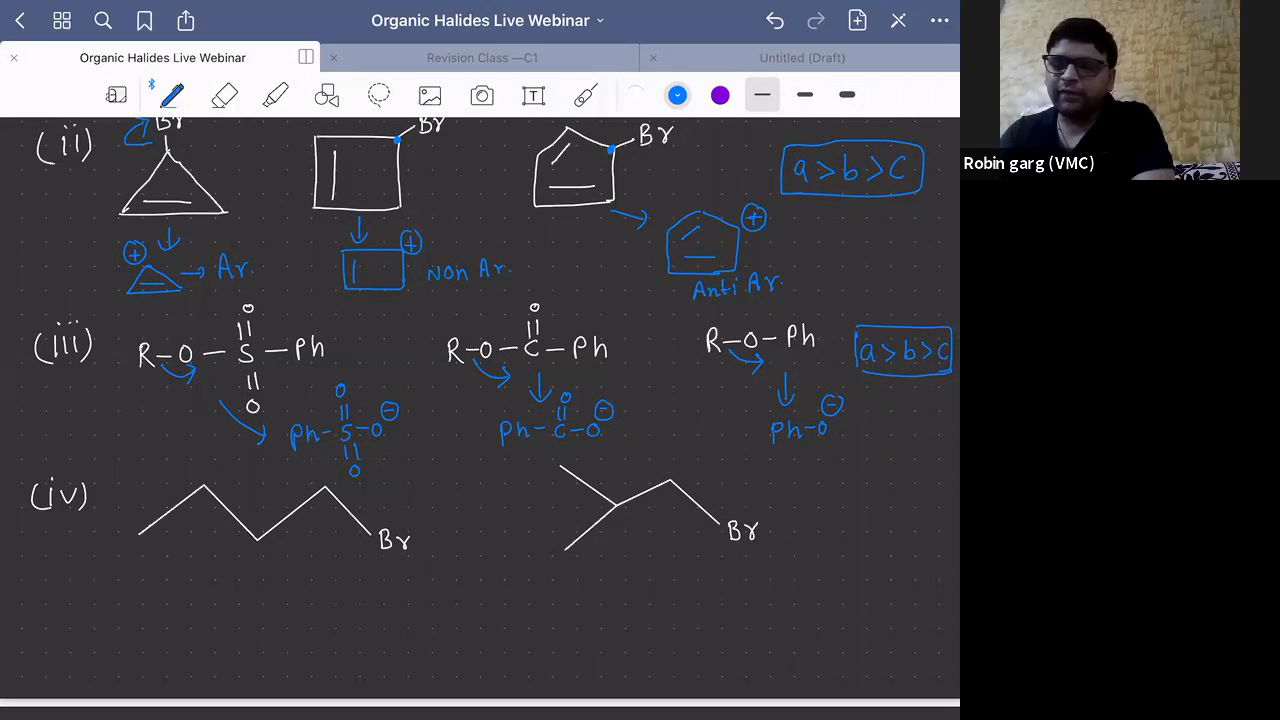 Organic Halides Live Webinar
Organic Halides Live Webinar
Revision Class —C1
Untitled (Draft)
T
Robin garg (VMC)
(ii)
Br
Br
Br
a > b > c
+
→ Ar.
+
Non Ar.
+
Anti Ar.
(iii)
R-O-S-Ph
O
O
R-O-C-Ph
O
R-O-Ph
a > b > c
Ph-S-O
O
O
−
Ph-C-O
O
−
Ph-O
−
(iv)
Br
Br